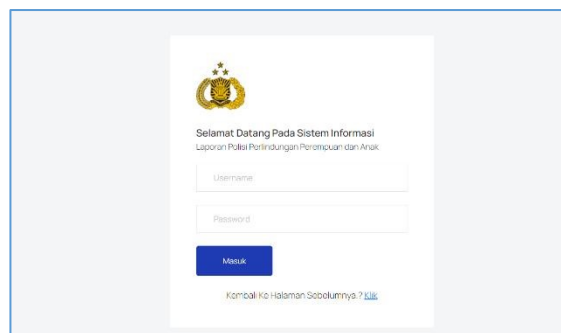 Selamat Datang Pada Sistem Informasi
Laporan Polisi Perlindungan Perempuan dan Anak
Username
Password
Masuk
Kembali Ke Halaman Sebelumnya.? Klik